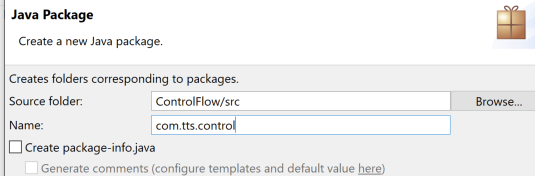 Java Package
Create a new Java package.
Creates folders corresponding to packages.
Source folder: ControlFlow/src Browse...
Name: com.tts.control
Create package-info.java
Generate comments (configure templates and default value here)